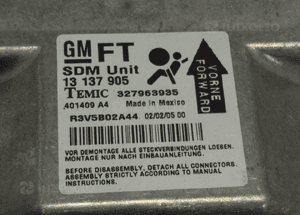 GM FT
SDM Unit
13 137 905
TEMIC 327963935
401409 A4 Made in Mexico
R3V5B02A44 02/02/05 00
VORNE
FORWARD
VOR DEMONTAGE ALLE STECKVERBINDUNGEN LOESEN.
MONTAGE NUR NACH EINBAUANLEITUNG.
BEFORE DISASSEMBLY, DETACH ALL CONNECTORS.
ASSEMBLY STRICTLY ACCORDING TO MANUAL
INSTRUCTIONS.